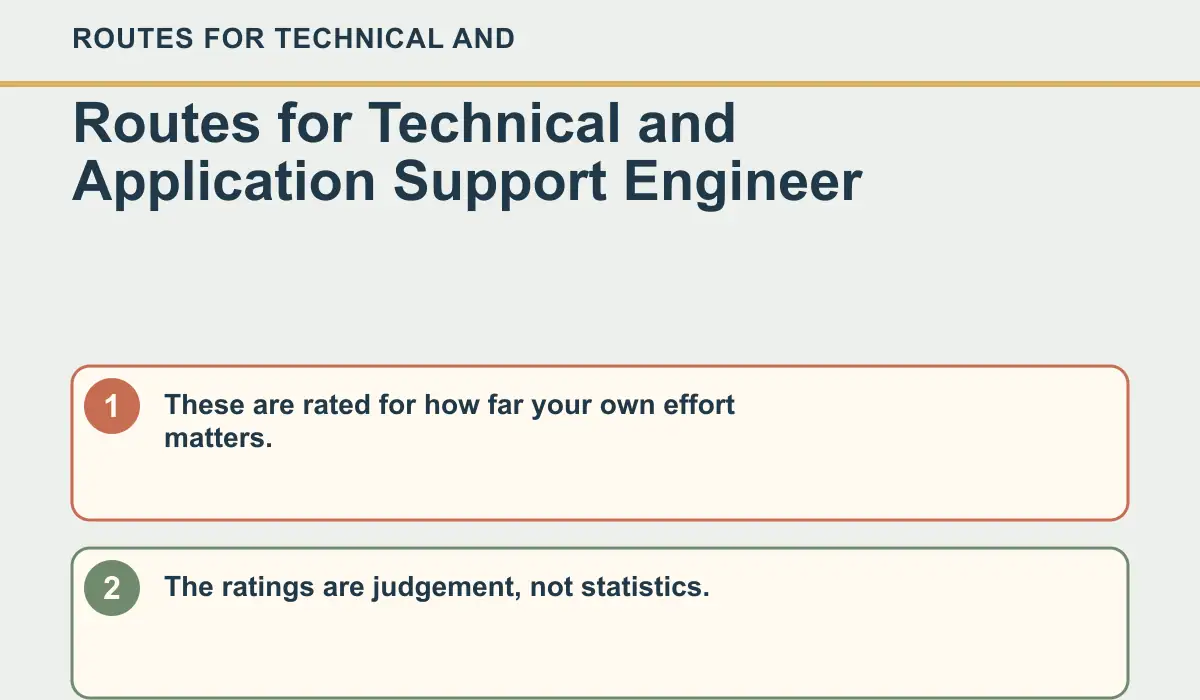 ROUTES FOR TECHNICAL AND
Routes for Technical and
Application Support Engineer
1
These are rated for how far your own effort
matters.
2
The ratings are judgement, not statistics.